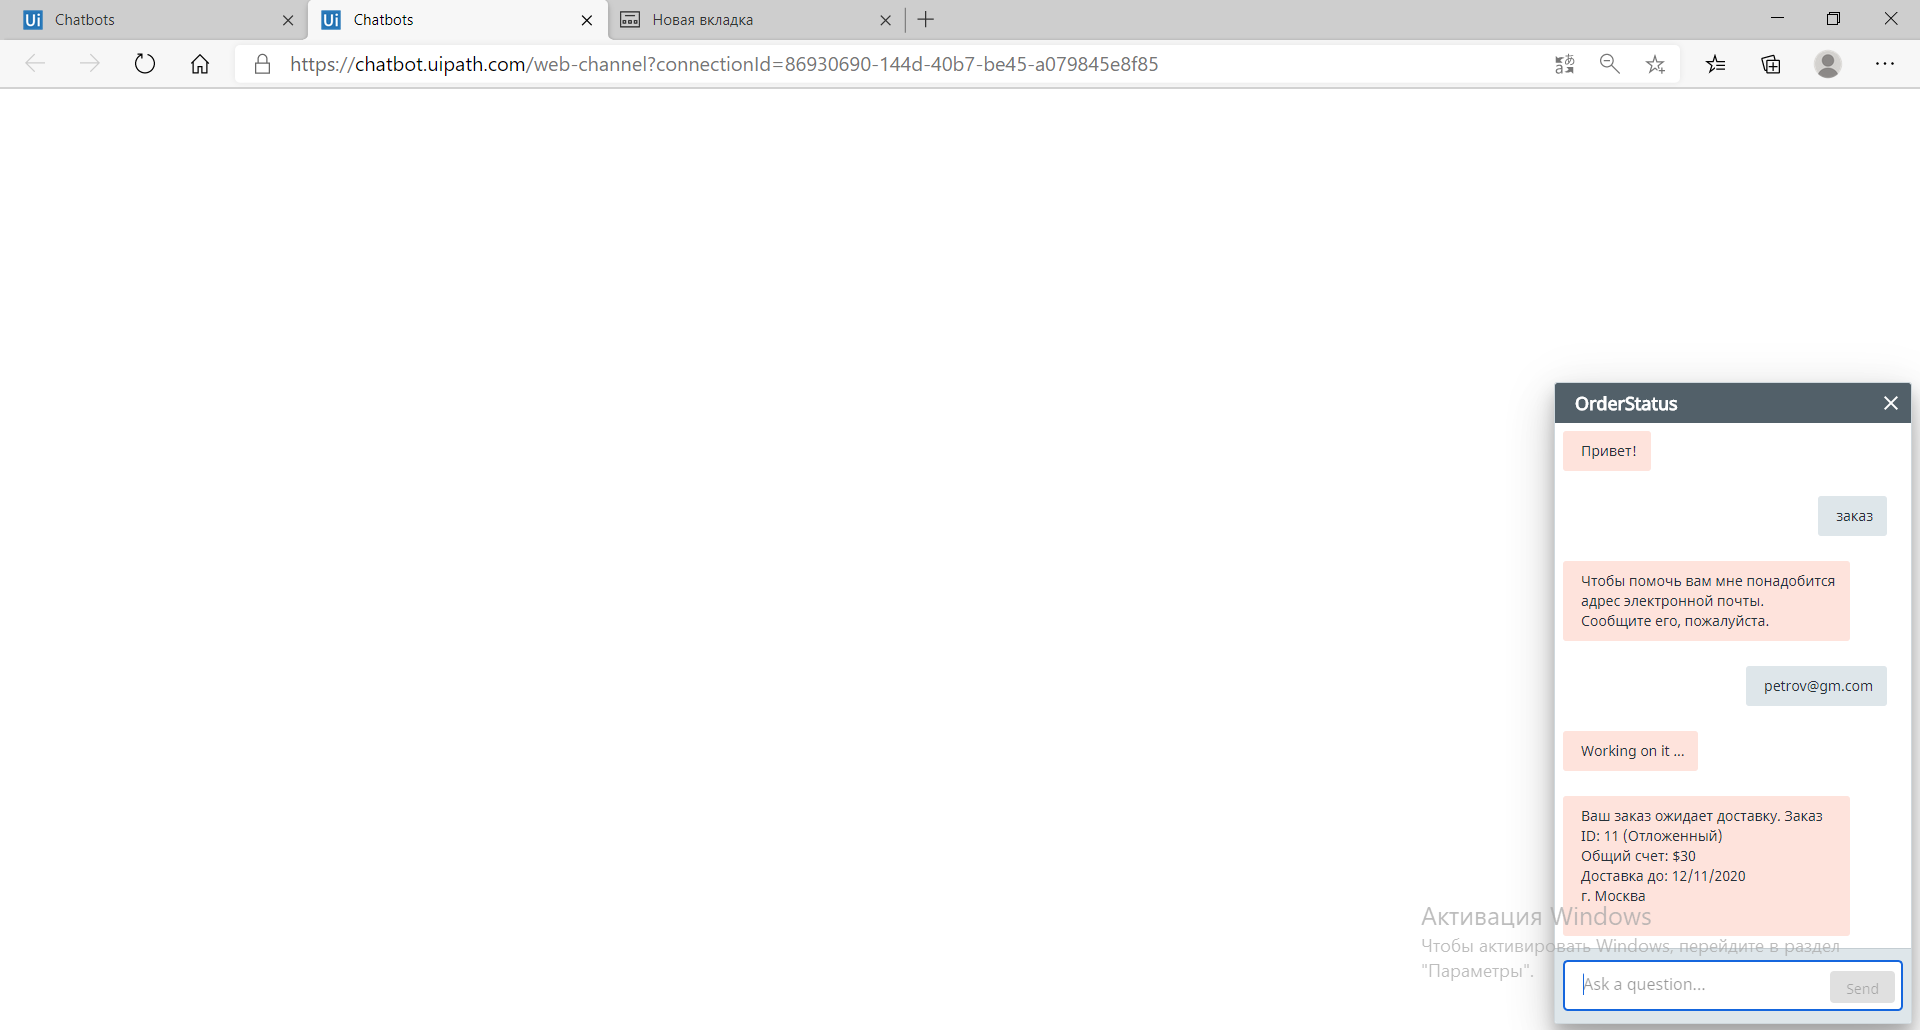 Ui Chatbots
Ui Chatbots
Новая вкладка
https://chatbot.uipath.com/web-channel?connectionId=86930690-144d-40b7-be45-a079845e8f85
OrderStatus
Привет!
заказ
Чтобы помочь вам мне понадобится
адрес электронной почты.
Сообщите его, пожалуйста.
petrov@gm.com
Working on it ...
Ваш заказ ожидает доставку. Заказ
ID: 11 (Отложенный)
Общий счет: $30
Доставка до: 12/11/2020
г. Москва
Активация Windows
Чтобы активировать Windows, перейдите в раздел
"Параметры".
Ask a question...
Send